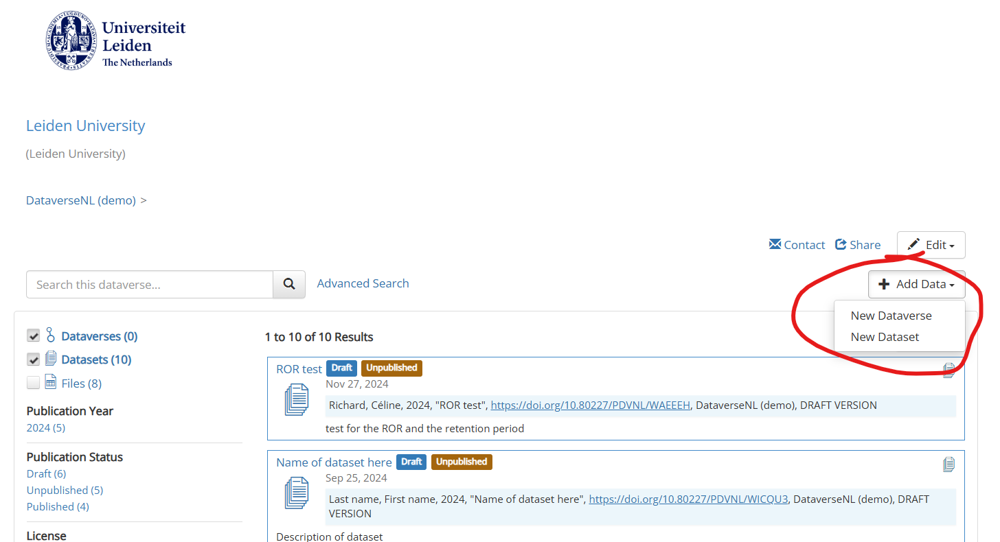 Universiteit
Leiden
The Netherlands
Leiden University
(Leiden University)
DataverseNL (demo) >
Contact Share Edit
Search this dataverse... Advanced Search Add Data
New Dataverse
New Dataset
Dataverses (0)
Datasets (10)
Files (8)
Publication Year
2024 (5)
Publication Status
Draft (6)
Unpublished (5)
Published (4)
License
1 to 10 of 10 Results
ROR test Draft Unpublished
Nov 27, 2024
Richard, Céline, 2024, "ROR test", https://doi.org/10.80227/PDVNL/WAEEEH, DataverseNL (demo), DRAFT VERSION
test for the ROR and the retention period
Name of dataset here Draft Unpublished
Sep 25, 2024
Last name, First name, 2024, "Name of dataset here", https://doi.org/10.80227/PDVNL/WICQU3, DataverseNL (demo), DRAFT
VERSION
Description of dataset